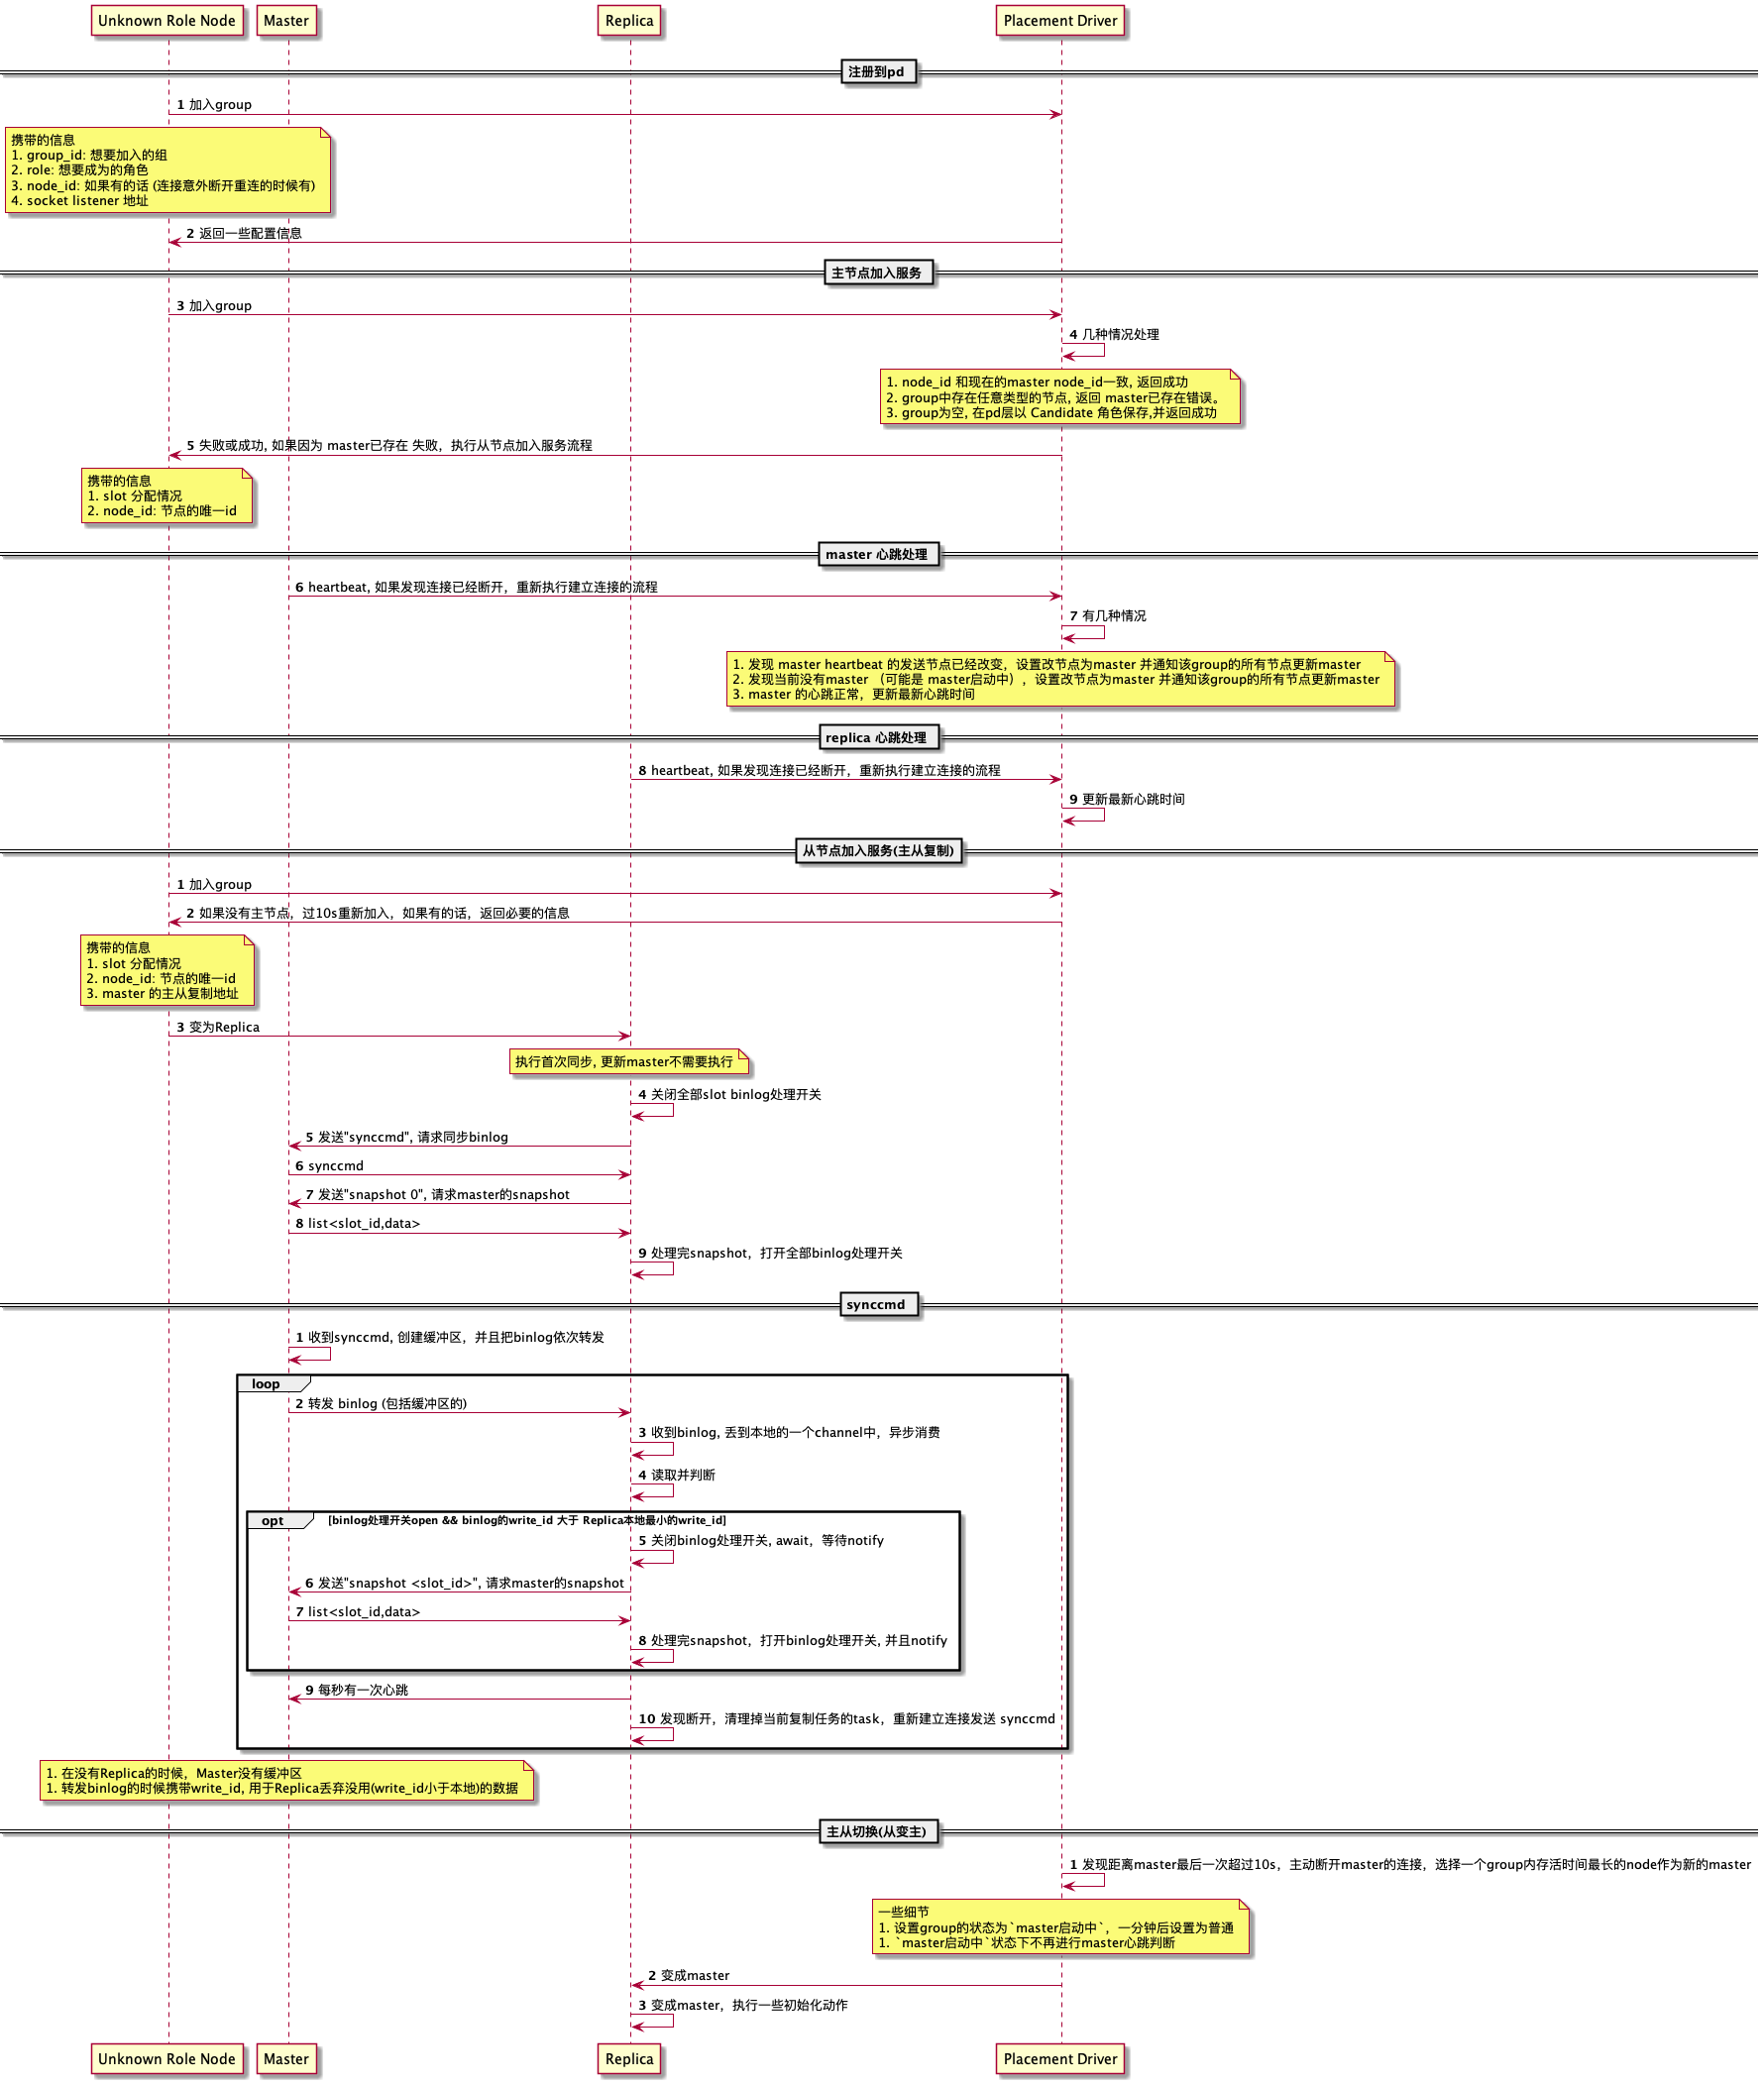 Unknown Role Node
Master
Replica
Placement Driver
注册到pd
1 加入group
携带的信息
1. group_id: 想要加入的组
2. role: 想要成为的角色
3. node_id: 如果有的话 (连接意外断开重连的时候有)
4. socket listener 地址
2 返回一些配置信息
主节点加入服务
3 加入group
4 几种情况处理
1. node_id 和现在的master node_id一致, 返回成功
2. group中存在任意类型的节点, 返回 master已存在错误。
3. group为空, 在pd层以 Candidate 角色保存,并返回成功
5 失败或成功, 如果因为 master已存在 失败，执行从节点加入服务流程
携带的信息
1. slot 分配情况
2. node_id: 节点的唯一id
master 心跳处理
6 heartbeat, 如果发现连接已经断开，重新执行建立连接的流程
7 有几种情况
1. 发现 master heartbeat 的发送节点已经改变，设置改节点为master 并通知该group的所有节点更新master
2. 发现当前没有master （可能是 master启动中），设置改节点为master 并通知该group的所有节点更新master
3. master 的心跳正常，更新最新心跳时间
replica 心跳处理
8 heartbeat, 如果发现连接已经断开，重新执行建立连接的流程
9 更新最新心跳时间
从节点加入服务(主从复制)
1 加入group
2 如果没有主节点，过10s重新加入，如果有的话，返回必要的信息
携带的信息
1. slot 分配情况
2. node_id: 节点的唯一id
3. master 的主从复制地址
3 变为Replica
执行首次同步, 更新master不需要执行
4 关闭全部slot binlog处理开关
5 发送"synccmd", 请求同步binlog
6 synccmd
7 发送"snapshot 0", 请求master的snapshot
8 list<slot_id,data>
9 处理完snapshot，打开全部binlog处理开关
synccmd
1 收到synccmd, 创建缓冲区，并且把binlog依次转发
loop
2 转发 binlog (包括缓冲区的)
3 收到binlog, 丢到本地的一个channel中，异步消费
4 读取并判断
opt [binlog处理开关open && binlog的write_id 大于 Replica本地最小的write_id]
5 关闭binlog处理开关, await，等待notify
6 发送"snapshot <slot_id>", 请求master的snapshot
7 list<slot_id,data>
8 处理完snapshot，打开binlog处理开关, 并且notify
9 每秒有一次心跳
10 发现断开，清理掉当前复制任务的task，重新建立连接发送 synccmd
1. 在没有Replica的时候，Master没有缓冲区
1. 转发binlog的时候携带write_id, 用于Replica丢弃没用(write_id小于本地)的数据
主从切换(从变主)
1 发现距离master最后一次超过10s，主动断开master的连接，选择一个group内存活时间最长的node作为新的master
一些细节
1. 设置group的状态为`master启动中`，一分钟后设置为普通
1. `master启动中`状态下不再进行master心跳判断
2 变成master
3 变成master，执行一些初始化动作
Unknown Role Node
Master
Replica
Placement Driver